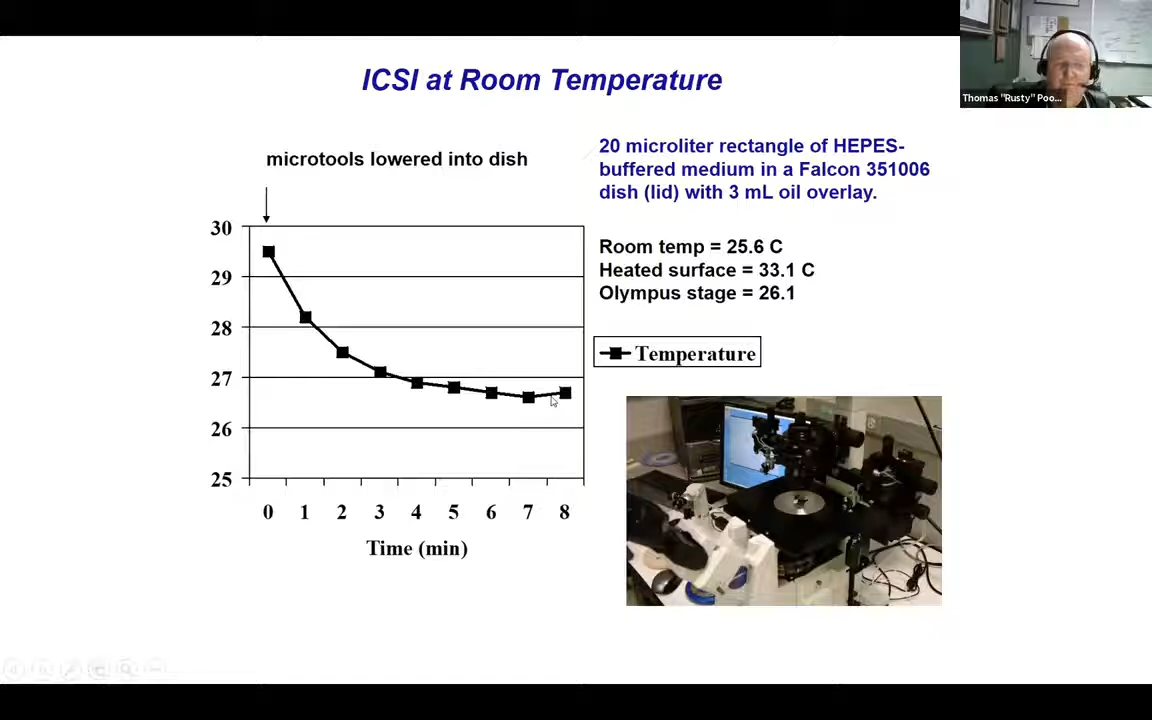 ICSI at Room Temperature
microtools lowered into dish
20 microliter rectangle of HEPES-
buffered medium in a Falcon 351006
dish (lid) with 3 mL oil overlay.
Room temp = 25.6 C
Heated surface = 33.1 C
Olympus stage = 26.1
Temperature
30
29
28
27
26
25
0 1 2 3 4 5 6 7 8
Time (min)
Thomas "Rusty" Poo...